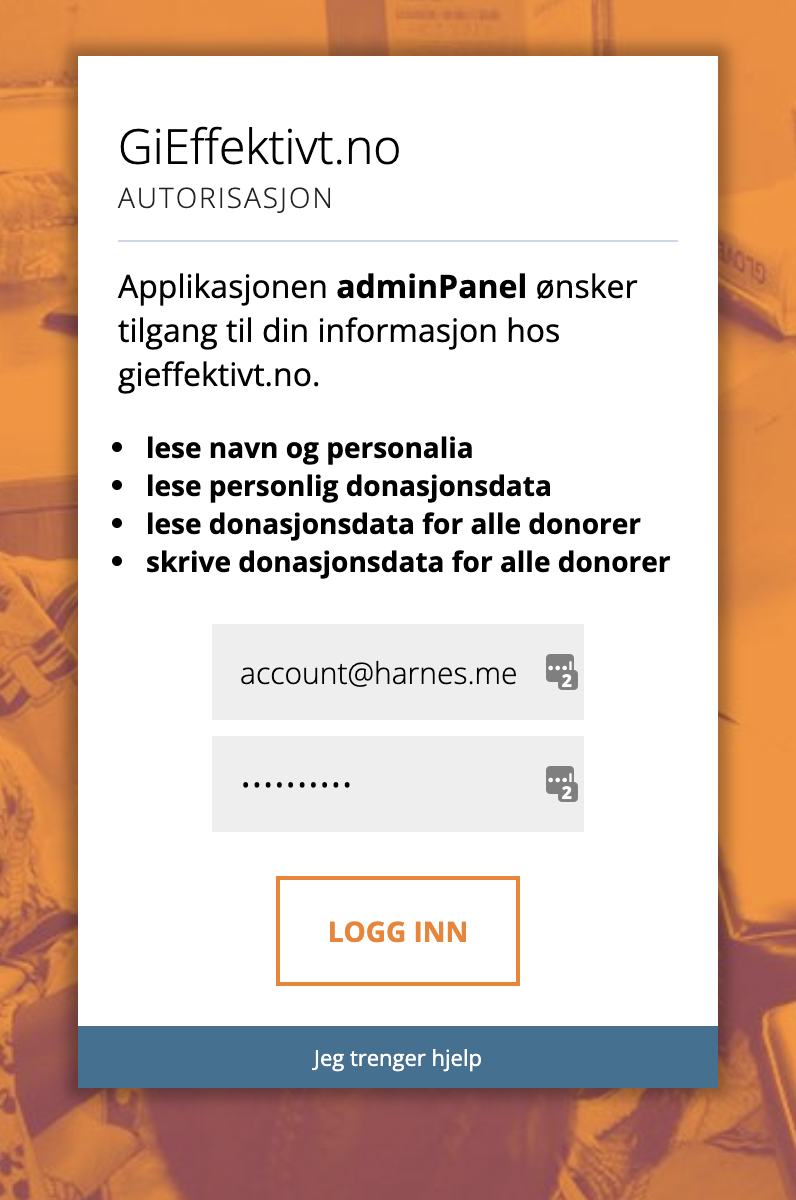 GiEffektivt.no
AUTORISASJON
Applikasjonen adminPanel ønsker
tilgang til din informasjon hos
gieffektivt.no.
• lese navn og personalia
• lese personlig donasjonsdata
• lese donasjonsdata for alle donorer
• skrive donasjonsdata for alle donorer
account@harnes.me
2
••••••••••
2
LOGG INN
Jeg trenger hjelp